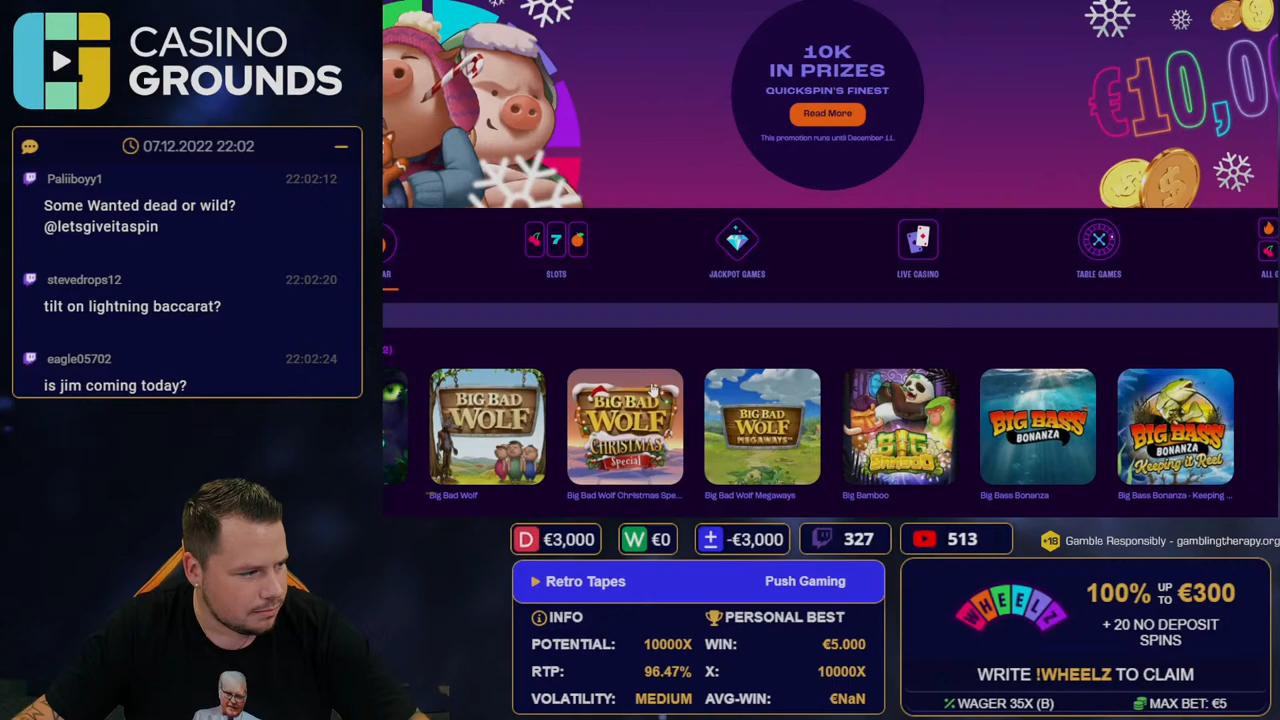 CASINO
GROUNDS
07.12.2022 22:02
Paliiboyy1 22:02:12
Some Wanted dead or wild?
@letsgiveitaspin
stevedrops12 22:02:20
tilt on lightning baccarat?
eagle05702 22:02:24
is jim coming today?
10K
IN PRIZES
QUICKSPIN'S FINEST
Read More
This promotion runs until December 11.
€10,0
AR
SLOTS
JACKPOT GAMES
LIVE CASINO
TABLE GAMES
ALL G
2)
BIG BAD
WOLF
BIG BAD
WOLF
CHRISTMAS
Special
BIG BAD
WOLF
MEGAWAYS™
BIG
BAMBOO
BIG BASS
BONANZA
BIG BASS
BONANZA
Keeping it Reel
Big Bad Wolf
Big Bad Wolf Christmas Spe...
Big Bad Wolf Megaways
Big Bamboo
Big Bass Bonanza
Big Bass Bonanza - Keeping ...
D €3,000
W €0
± -€3,000
327
513
+18 Gamble Responsibly - gamblingtherapy.org
Retro Tapes Push Gaming
INFO
POTENTIAL: 10000X
RTP: 96.47%
VOLATILITY: MEDIUM
PERSONAL BEST
WIN: €5.000
X: 10000X
AVG-WIN: €NaN
WHEELZ
100% UP TO €300
+ 20 NO DEPOSIT
SPINS
WRITE !WHEELZ TO CLAIM
WAGER 35X (B) MAX BET: €5